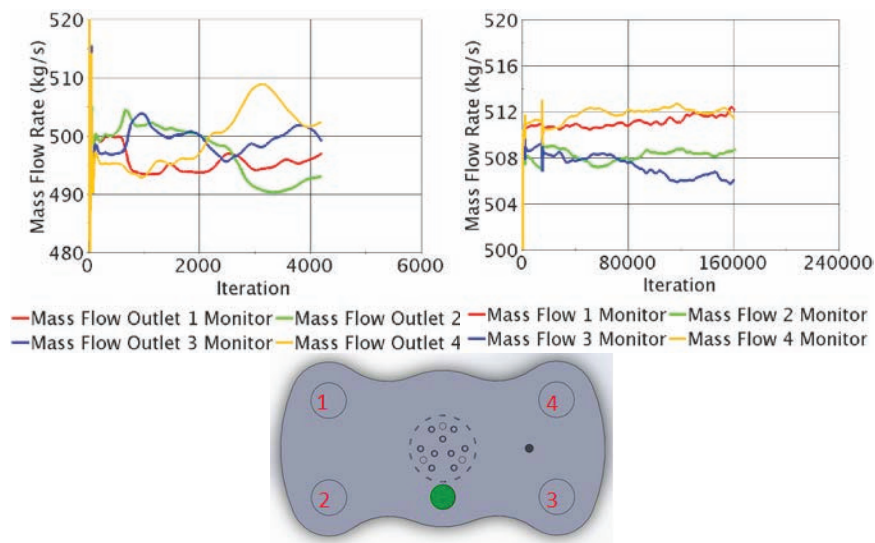 520
510
500
490
480
Mass Flow Rate (kg/s)
0
2000
4000
6000
Iteration
Mass Flow Outlet 1 Monitor
Mass Flow Outlet 2
Mass Flow Outlet 3 Monitor
Mass Flow Outlet 4
520
516
512
508
504
500
Mass Flow Rate (kg/s)
0
80000
160000
240000
Iteration
Mass Flow 1 Monitor
Mass Flow 2 Monitor
Mass Flow 3 Monitor
Mass Flow 4 Monitor
1
4
2
3